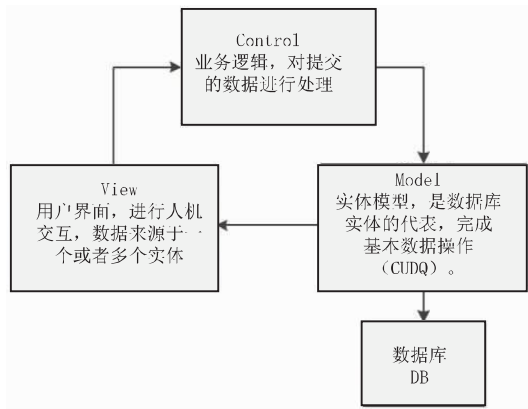 Control
业务逻辑，对提交
的数据进行处理
View
用户界面，进行人机
交互，数据来源于一
个或者多个实体
Model
实体模型，是数据库
实体的代表，完成
基本数据操作
（CUDQ）。
数据库
DB